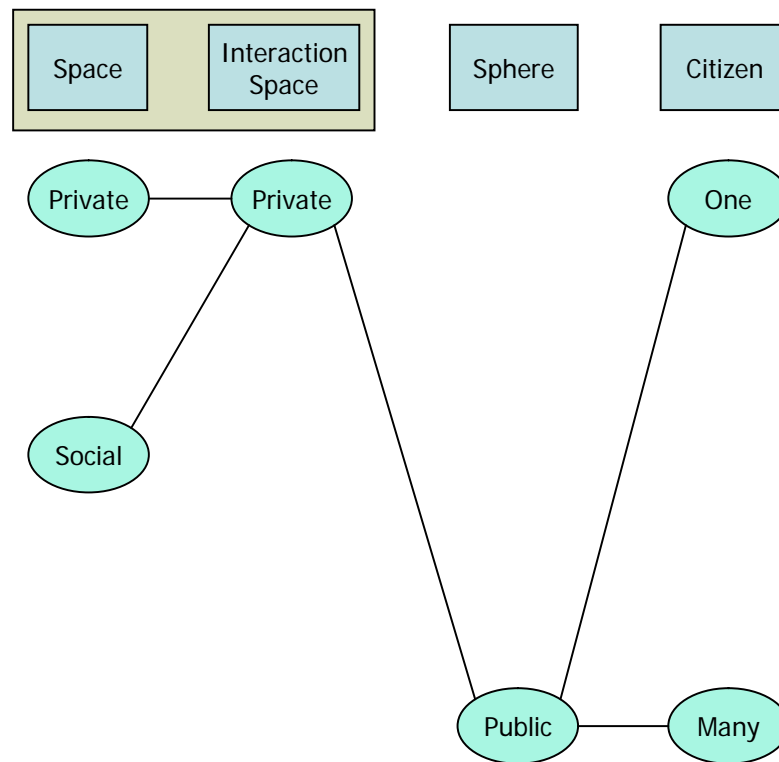 Space
Interaction
Space
Sphere
Citizen
Private
Private
One
Social
Public
Many